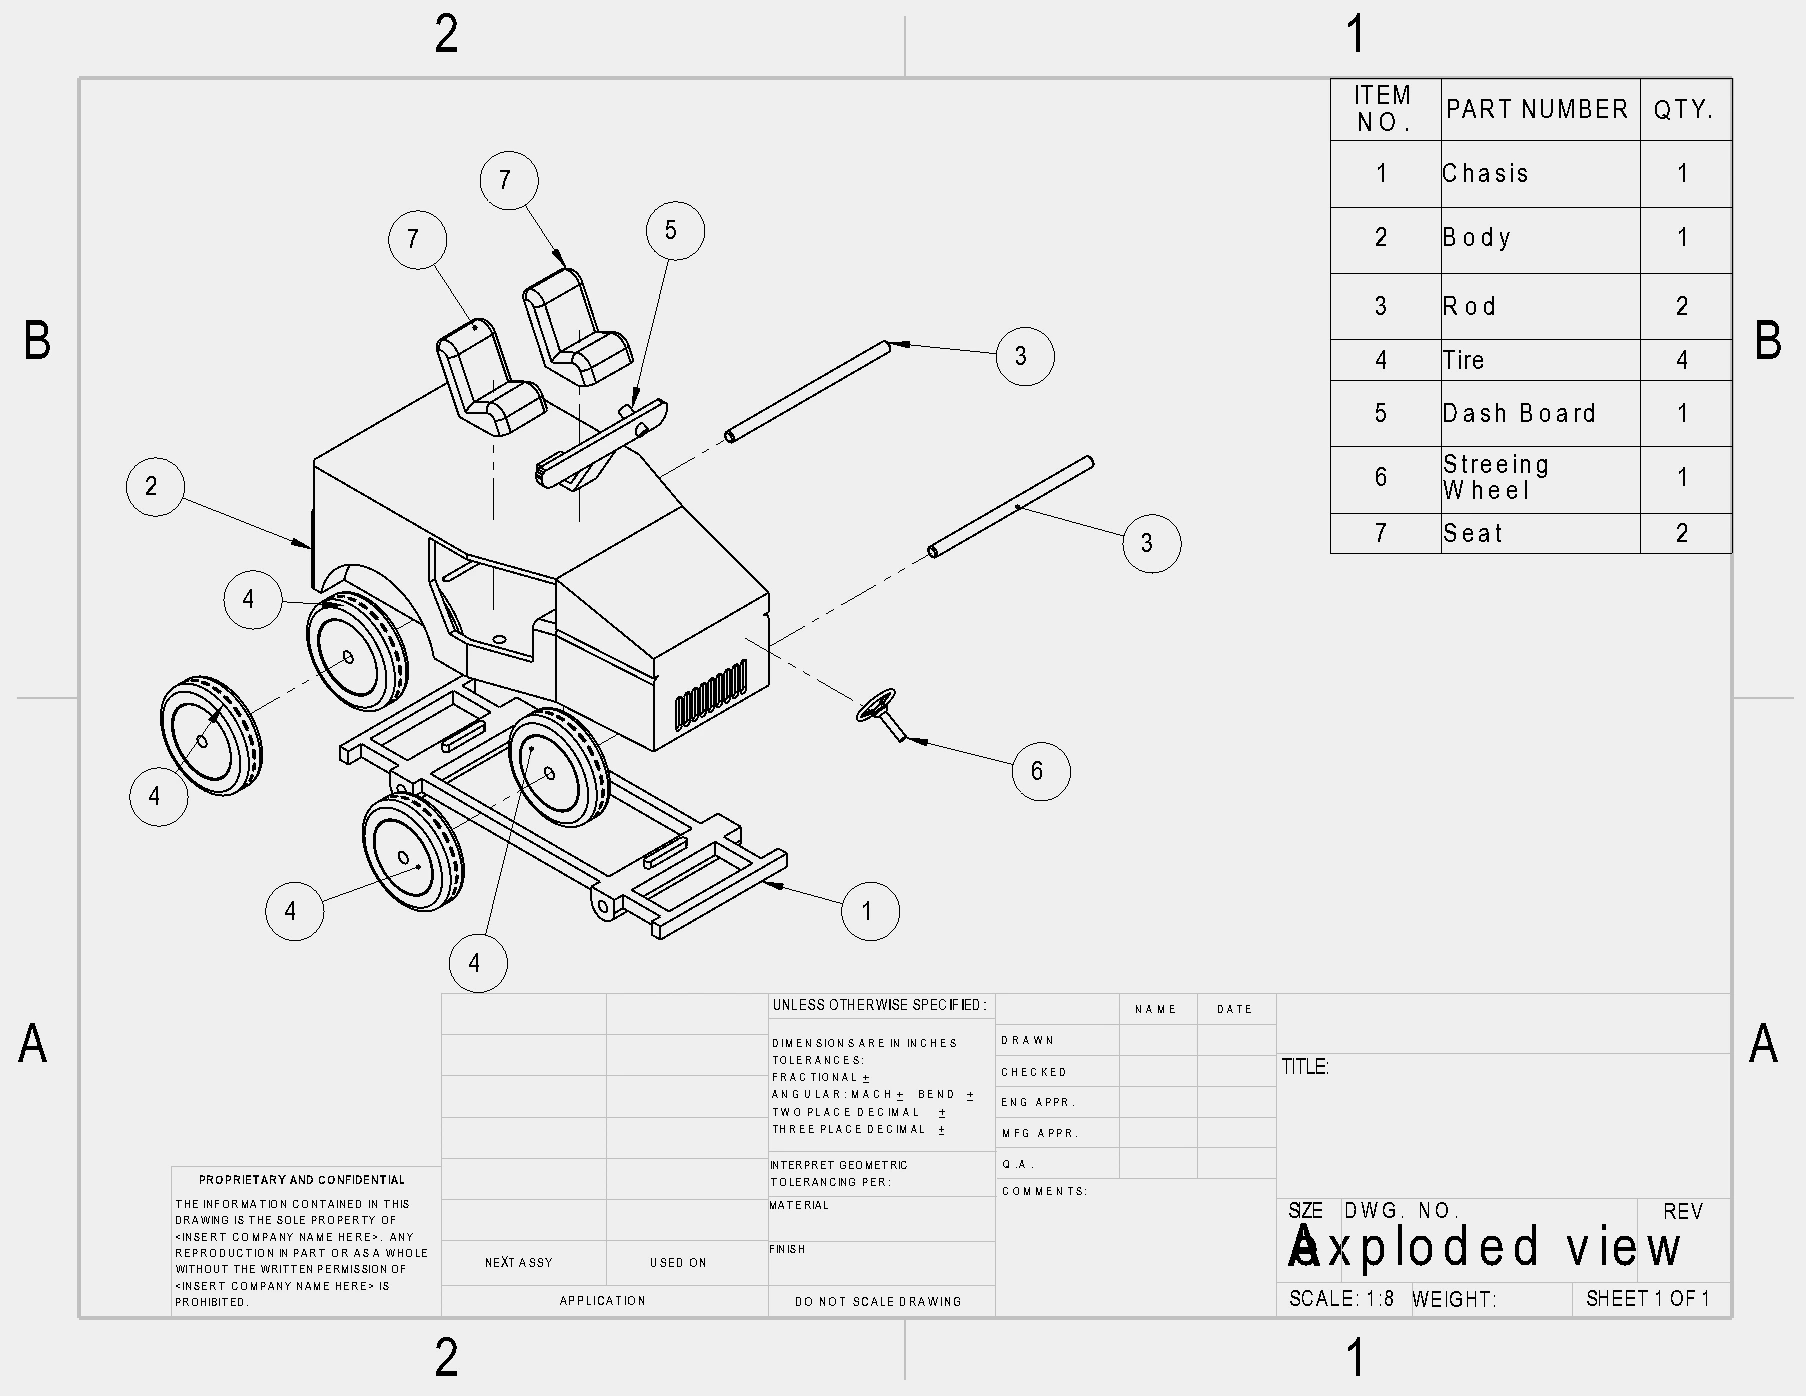 2 1
ITEM NO. PART NUMBER QTY.
1 Chasis 1
2 Body 1
3 Rod 2
4 Tire 4
5 Dash Board 1
6 Streeing Wheel 1
7 Seat 2
7
7
5
3
B B
2
3
4
6
4
4
1
4
A A
UNLESS OTHERWISE SPECIFIED:
DIMENSIONS ARE IN INCHES
TOLERANCES:
FRACTIONAL ±
ANGULAR: MACH ± BEND ±
TWO PLACE DECIMAL ±
THREE PLACE DECIMAL ±
INTERPRET GEOMETRIC
TOLERANCING PER:
MATERIAL
FINISH
DO NOT SCALE DRAWING
NAME DATE
DRAWN
CHECKED
ENG APPR.
MFG APPR.
Q.A.
COMMENTS:
TITLE:
PROPRIETARY AND CONFIDENTIAL
THE INFORMATION CONTAINED IN THIS
DRAWING IS THE SOLE PROPERTY OF
<INSERT COMPANY NAME HERE>. ANY
REPRODUCTION IN PART OR AS A WHOLE
WITHOUT THE WRITTEN PERMISSION OF
<INSERT COMPANY NAME HERE> IS
PROHIBITED.
NEXT ASSY USED ON
APPLICATION
SIZE DWG. NO. REV
A exploded view
SCALE: 1:8 WEIGHT: SHEET 1 OF 1
2 1